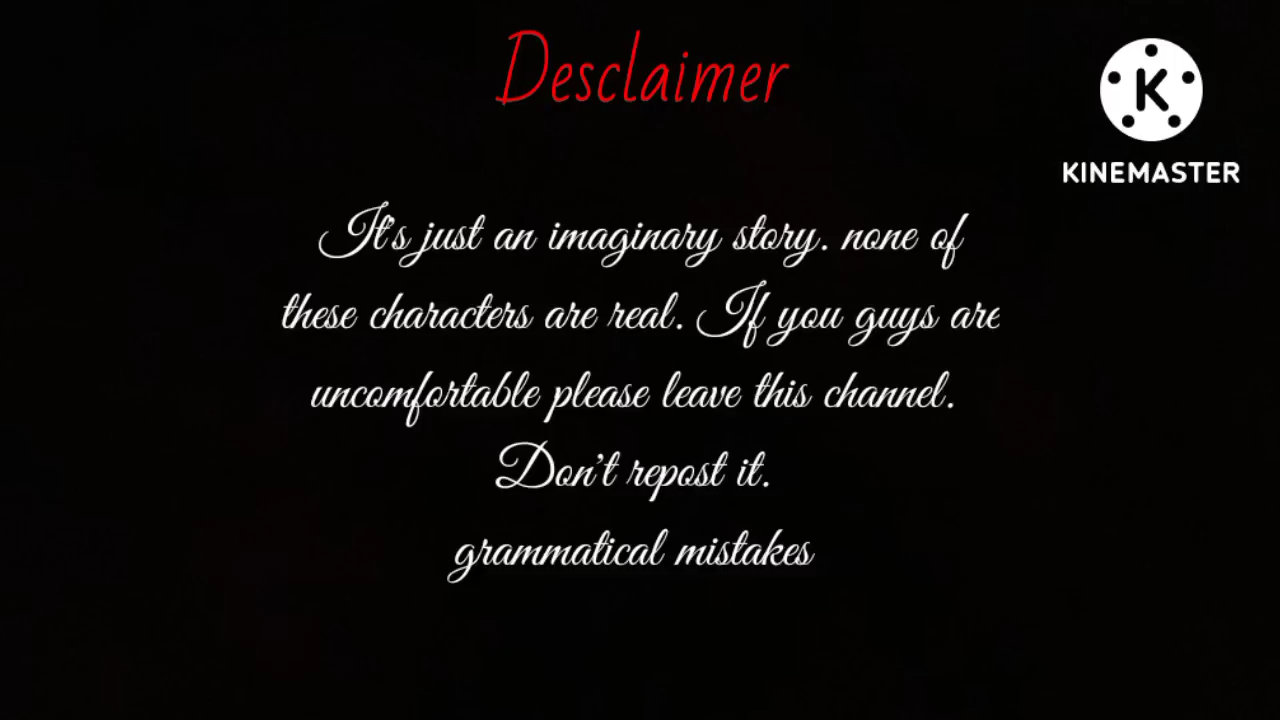 Desclaimer
K
KINEMASTER
It's just an imaginary story. none of
these characters are real. If you guys are
uncomfortable please leave this channel.
Don't repost it.
grammatical mistakes